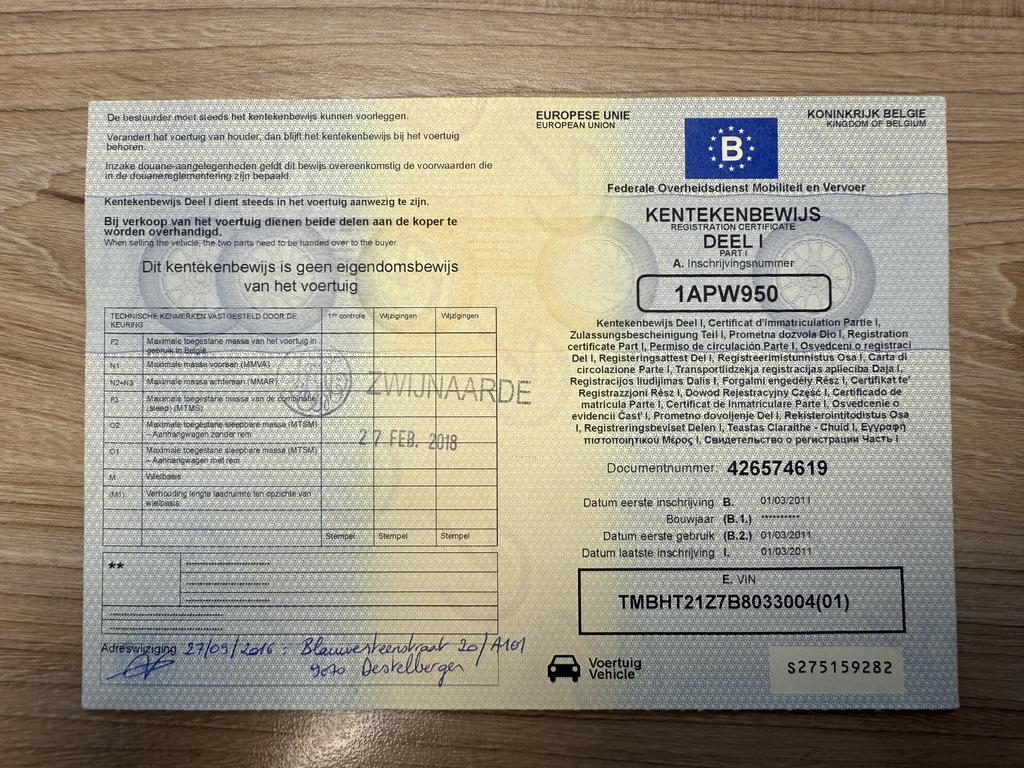 De bestuurder moet steeds het kentekenbewijs kunnen voorleggen.
Verandert het voertuig van houder, dan blijft het kentekenbewijs bij het voertuig
behoren.
Inzake douane-aangelegenheden geldt dit bewijs overeenkomstig de voorwaarden die
in de douanereglementering zijn bepaald.
Kentekenbewijs Deel I dient steeds in het voertuig aanwezig te zijn.
Bij verkoop van het voertuig dienen beide delen aan de koper te
worden overhandigd.
When selling the vehicle, the two parts need to be handed over to the buyer
Dit kentekenbewijs is geen eigendomsbewijs
van het voertuig
TECHNISCHE KENMERKEN VASTGESTELD DOOR DE
KEURING
1ste controle
Wijzigingen
Wijzigingen
F2 Maximale toegestane massa van het voertuig in
gebruik in België
N1 Maximale massa vooraan (MMVA)
N2+N3 Maximale massa achteraan (MMAR)
F3 Maximale toegestane massa van de combinatie
(sleep) (MTMS)
O2 Maximale toegestane sleepbare massa (MTSM)
– Aanhangwagen zonder rem
O1 Maximale toegestane sleepbare massa (MTSM)
– Aanhangwagen met rem
M Wielbasis
(M1) Verhouding lengte laadruimte ten opzichte van
wielbasis
Stempel Stempel Stempel
ZWIJNAARDE
27 FEB. 2018
**
Adreswijziging 27/09/2016 : Blauwesteenstraat 20/A101
9070 Destelbergen
EUROPESE UNIE
EUROPEAN UNION
KONINKRIJK BELGIE
KINGDOM OF BELGIUM
B
Federale Overheidsdienst Mobiliteit en Vervoer
KENTEKENBEWIJS
REGISTRATION CERTIFICATE
DEEL I
PART I
A. Inschrijvingsnummer
1APW950
Kentekenbewijs Deel I, Certificat d'immatriculation Partie I,
Zulassungsbescheinigung Teil I, Prometna dozvola Dio I, Registration
certificate Part I, Permiso de circulación Parte I, Osvedceni o registraci
Del I, Registeringsattest Del I, Registreerimistunnistus Osa I, Carta di
circolazione Parte I, Transportlidzekja registracijas aplieciba Daja I,
Registracijos liudijimas Dalis I, Forgalmi engedély Rész I, Certifikat te'
Registrazzjoni Rész I, Dowod Rejestracyjny Część I, Certificado de
matricula Parte I, Certificat de Inmatriculare Parte I, Osvedcenie o
evidencii Časť I, Prometno dovoljenje Del I, Rekisterointitodistus Osa
I, Registreringsbeviset Delen I, Teastas Claraithe - Chuid I, Εγγραφή
πιστοποιητικού Μέρος I, Свидетельство о регистрации Часть I
Documentnummer: 426574619
Datum eerste inschrijving B. 01/03/2011
Bouwjaar (B.1.) **********
Datum eerste gebruik (B.2.) 01/03/2011
Datum laatste inschrijving I. 01/03/2011
E. VIN
TMBHT21Z7B8033004(01)
Voertuig
Vehicle
S275159282